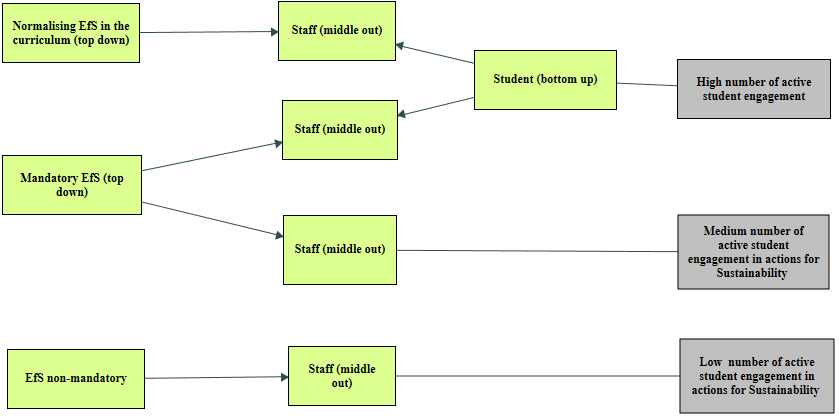 Normalising EfS in the
curriculum (top down)
Staff (middle out)
Student (bottom up)
High number of active
student engagement
Staff (middle out)
Mandatory EfS (top
down)
Staff (middle out)
Medium number of
active student
engagement in actions for
Sustainability
EfS non-mandatory
Staff (middle
out)
Low number of active
student engagement in
actions for Sustainability